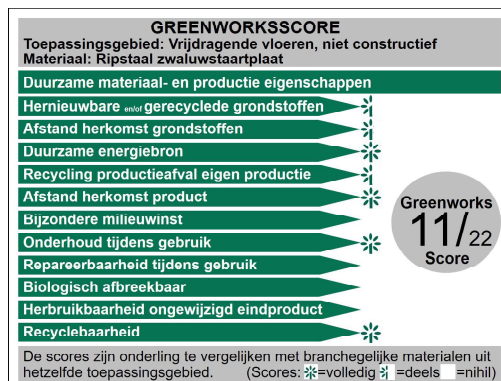 GREENWORKSSCORE
Toepassingsgebied: Vrijdragende vloeren, niet constructief
Materiaal: Ripstaal zwaluwstaartplaat
Duurzame materiaal- en productie eigenschappen
Hernieuwbare en/of gerecyclede grondstoffen
Afstand herkomst grondstoffen
Duurzame energiebron
Recycling productieafval eigen productie
Afstand herkomst product
Bijzondere milieuwinst
Onderhoud tijdens gebruik
Repareerbaarheid tijdens gebruik
Biologisch afbreekbaar
Herbruikbaarheid ongewijzigd eindproduct
Recyclebaarheid
Greenworks
11/22
Score
De scores zijn onderling te vergelijken met branchegelijke materialen uit
hetzelfde toepassingsgebied. (Scores: =volledig =deels =nihil)